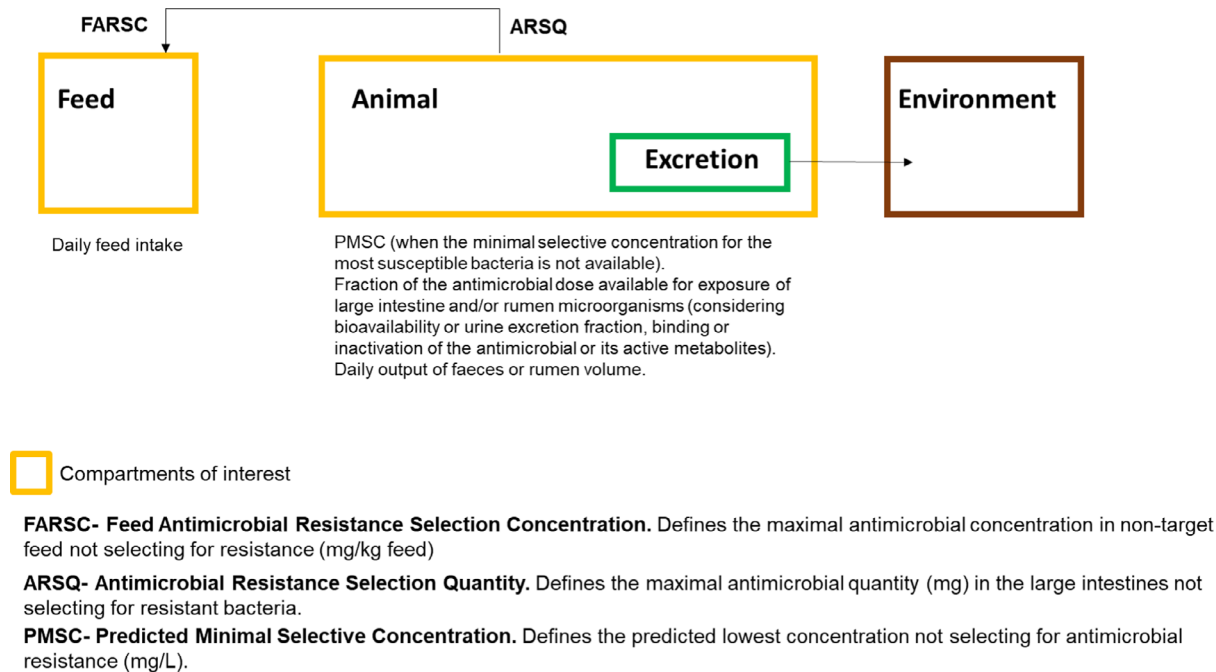 FARSC
ARSQ
Feed
Animal
Excretion
Environment
Daily feed intake
PMSC (when the minimal selective concentration for the
most susceptible bacteria is not available).
Fraction of the antimicrobial dose available for exposure of
large intestine and/or rumen microorganisms (considering
bioavailability or urine excretion fraction, binding or
inactivation of the antimicrobial or its active metabolites).
Daily output of faeces or rumen volume.
Compartments of interest
FARSC- Feed Antimicrobial Resistance Selection Concentration. Defines the maximal antimicrobial concentration in non-target
feed not selecting for resistance (mg/kg feed)
ARSQ- Antimicrobial Resistance Selection Quantity. Defines the maximal antimicrobial quantity (mg) in the large intestines not
selecting for resistant bacteria.
PMSC- Predicted Minimal Selective Concentration. Defines the predicted lowest concentration not selecting for antimicrobial
resistance (mg/L).